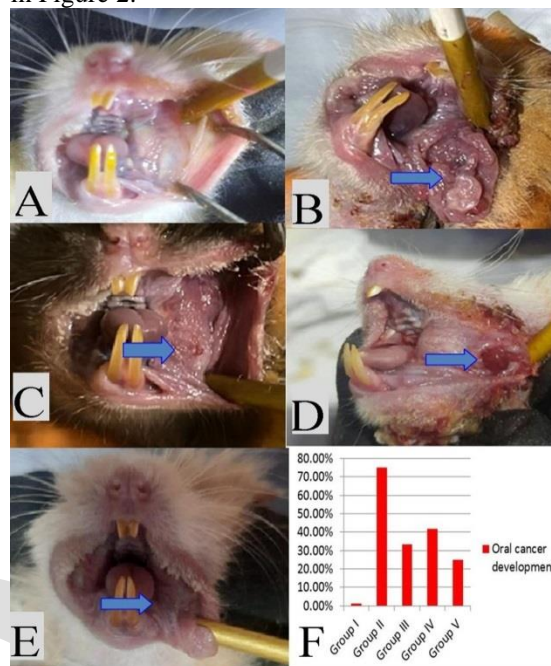 in Figure 2.
A
B
C
D
E
F
80.00%
70.00%
60.00%
50.00%
40.00%
30.00%
20.00%
10.00%
0.00%
Oral cancer
developmen
Group I
Group II
Group III
Group IV
Group V